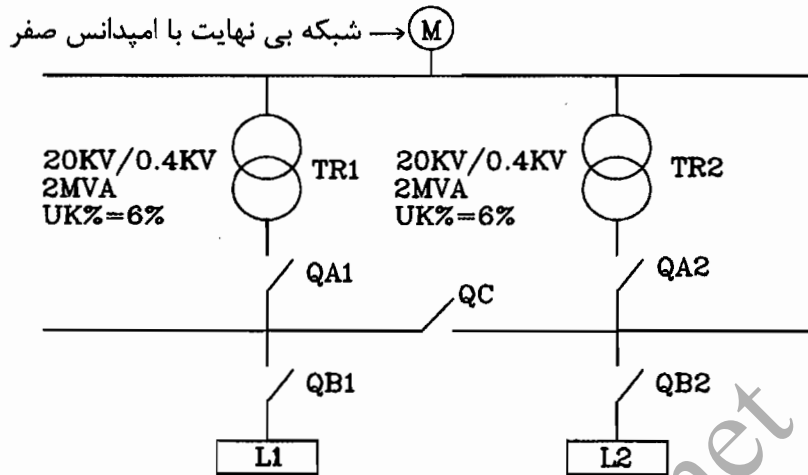 شبکه بی نهایت با امپدانس صفر
M
20KV/0.4KV
2MVA
UK%=6%
TR1
20KV/0.4KV
2MVA
UK%=6%
TR2
QA1
QC
QA2
QB1
QB2
L1
L2
net